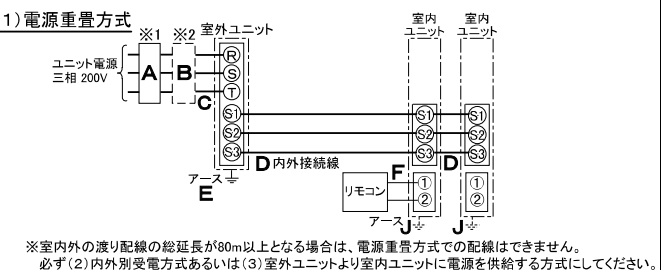 1)電源重畳方式
※1 ※2 室外ユニット
室内
ユニット
室内
ユニット
ユニット電源
三相 200V
A B C
R
S
T
S1
S2
S3
S1
S2
S3
S1
S2
S3
D 内外接続線
D
アース
E
F
リモコン
①
②
①
②
アース J
J
※室内外の渡り配線の総延長が80m以上となる場合は、電源重畳方式での配線はできません。
必ず(2)内外別受電方式あるいは(3)室外ユニットより室内ユニットに電源を供給する方式にしてください。